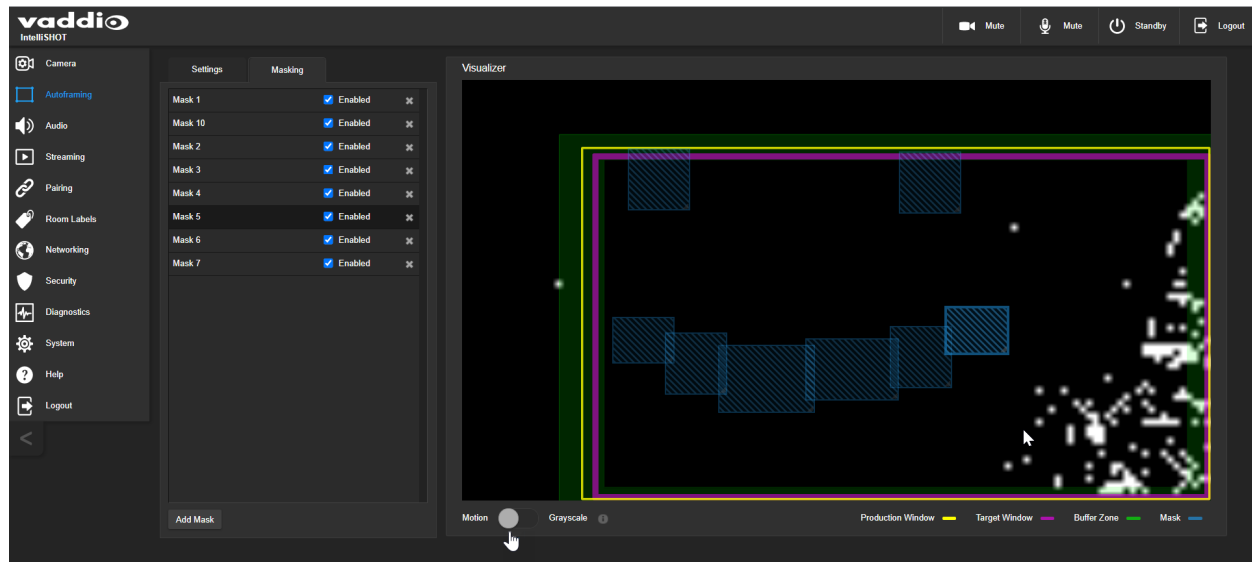 vaddio
IntelliSHOT
Mute
Mute
Standby
Logout
Camera
Autoframing
Audio
Streaming
Pairing
Room Labels
Networking
Security
Diagnostics
System
Help
Logout
<
Settings Masking
Mask 1 Enabled
Mask 10 Enabled
Mask 2 Enabled
Mask 3 Enabled
Mask 4 Enabled
Mask 5 Enabled
Mask 6 Enabled
Mask 7 Enabled
Add Mask
Visualizer
Motion Grayscale
Production Window Target Window Buffer Zone Mask